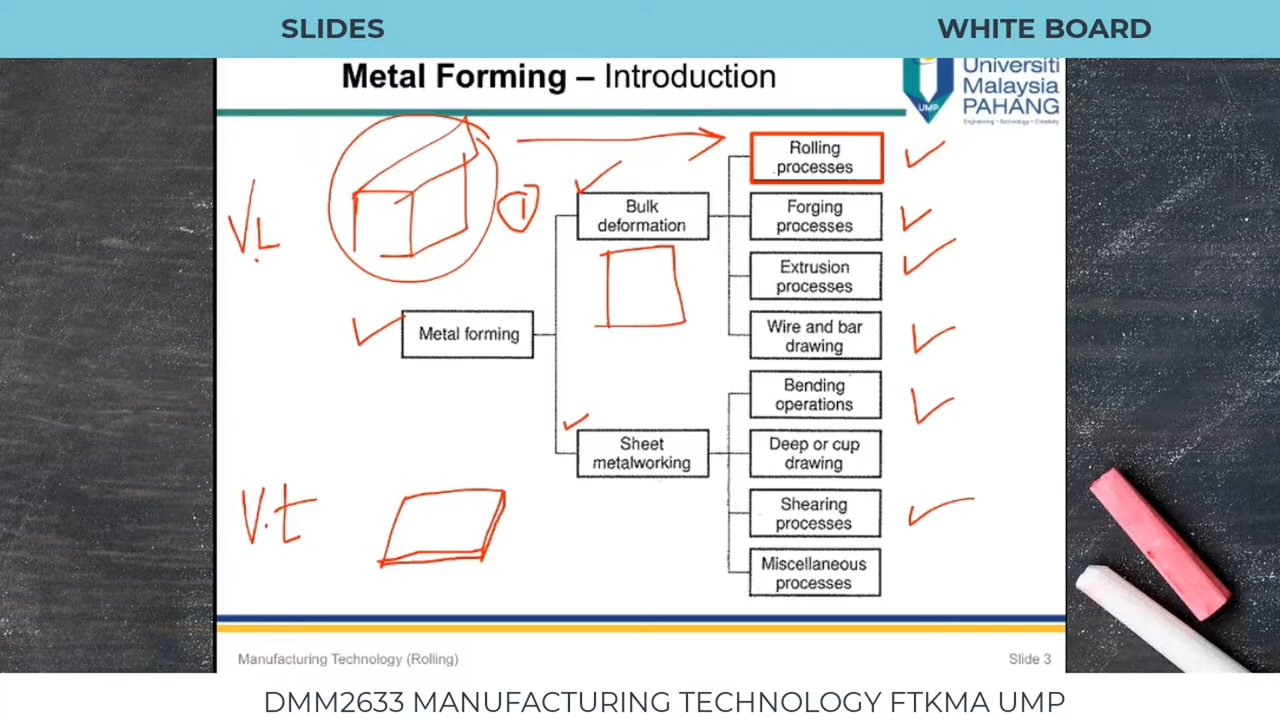 SLIDES
WHITE BOARD
Metal Forming – Introduction
Universiti
Malaysia
PAHANG
Engineering • Technology • Creativity
UMP
Rolling
processes
Bulk
deformation
Forging
processes
1
Extrusion
processes
Metal forming
Wire and bar
drawing
Bending
operations
Sheet
metalworking
Deep or cup
drawing
V.t
Shearing
processes
Miscellaneous
processes
Manufacturing Technology (Rolling)
Slide 3
DMM2633 MANUFACTURING TECHNOLOGY FTKMA UMP